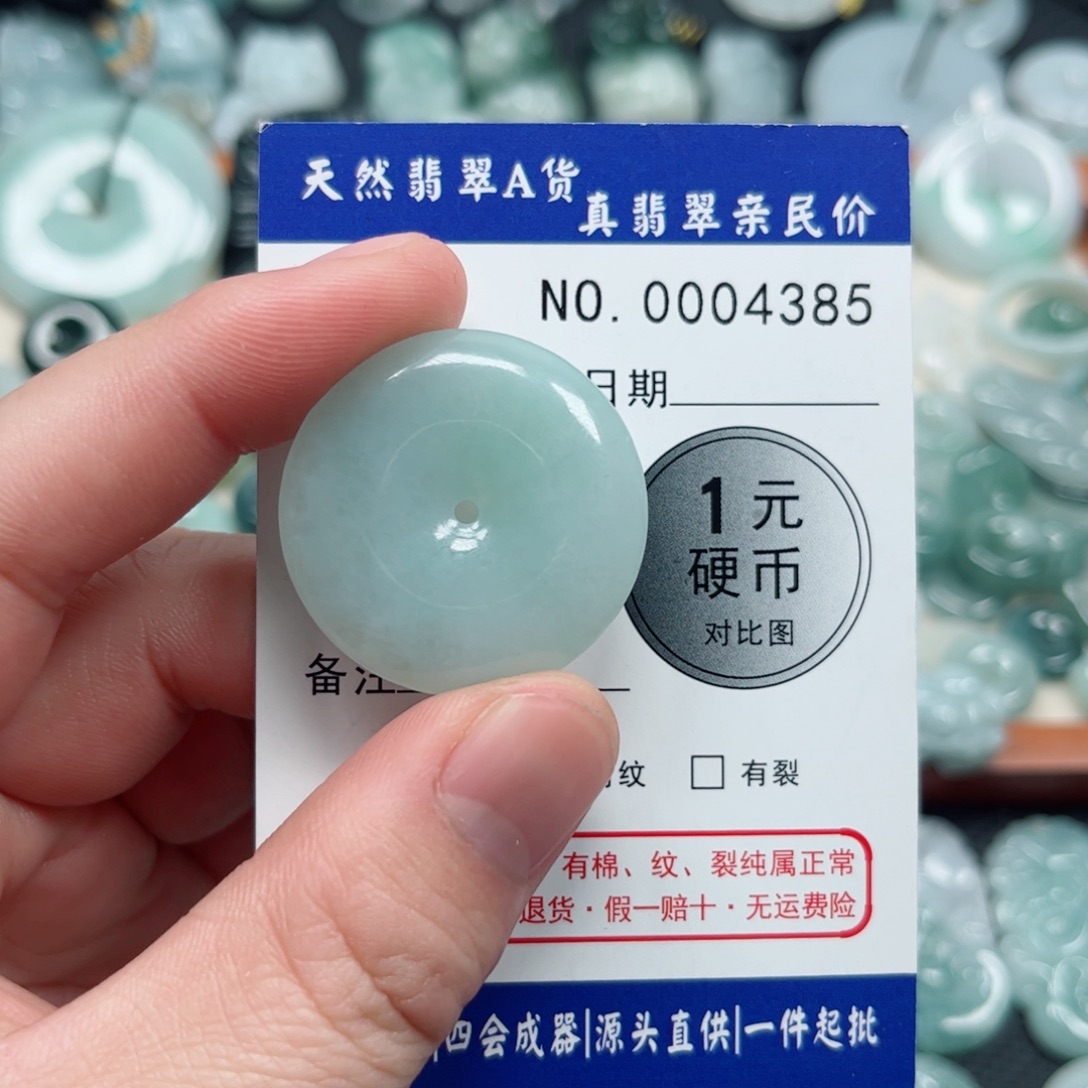 天然翡翠A货
真翡翠亲民价
NO. 0004385
日期
1元
硬币
对比图
备注
纹 □ 有裂
有棉、纹、裂纯属正常
退货·假一赔十·无运费险
四会成器|源头直供|一件起批